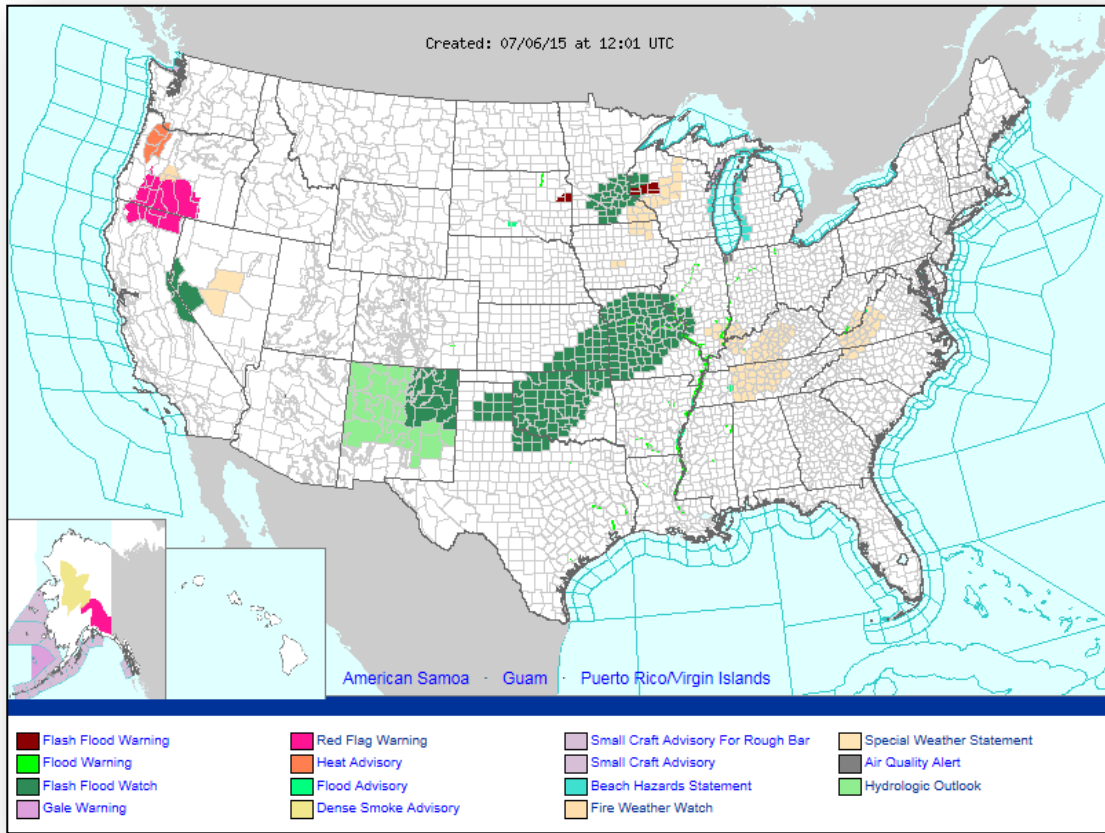 Created: 07/06/15 at 12:01 UTC
American Samoa · Guam · Puerto Rico/Virgin Islands
Flash Flood Warning
Flood Warning
Flash Flood Watch
Gale Warning
Red Flag Warning
Heat Advisory
Flood Advisory
Dense Smoke Advisory
Small Craft Advisory For Rough Bar
Small Craft Advisory
Beach Hazards Statement
Fire Weather Watch
Special Weather Statement
Air Quality Alert
Hydrologic Outlook